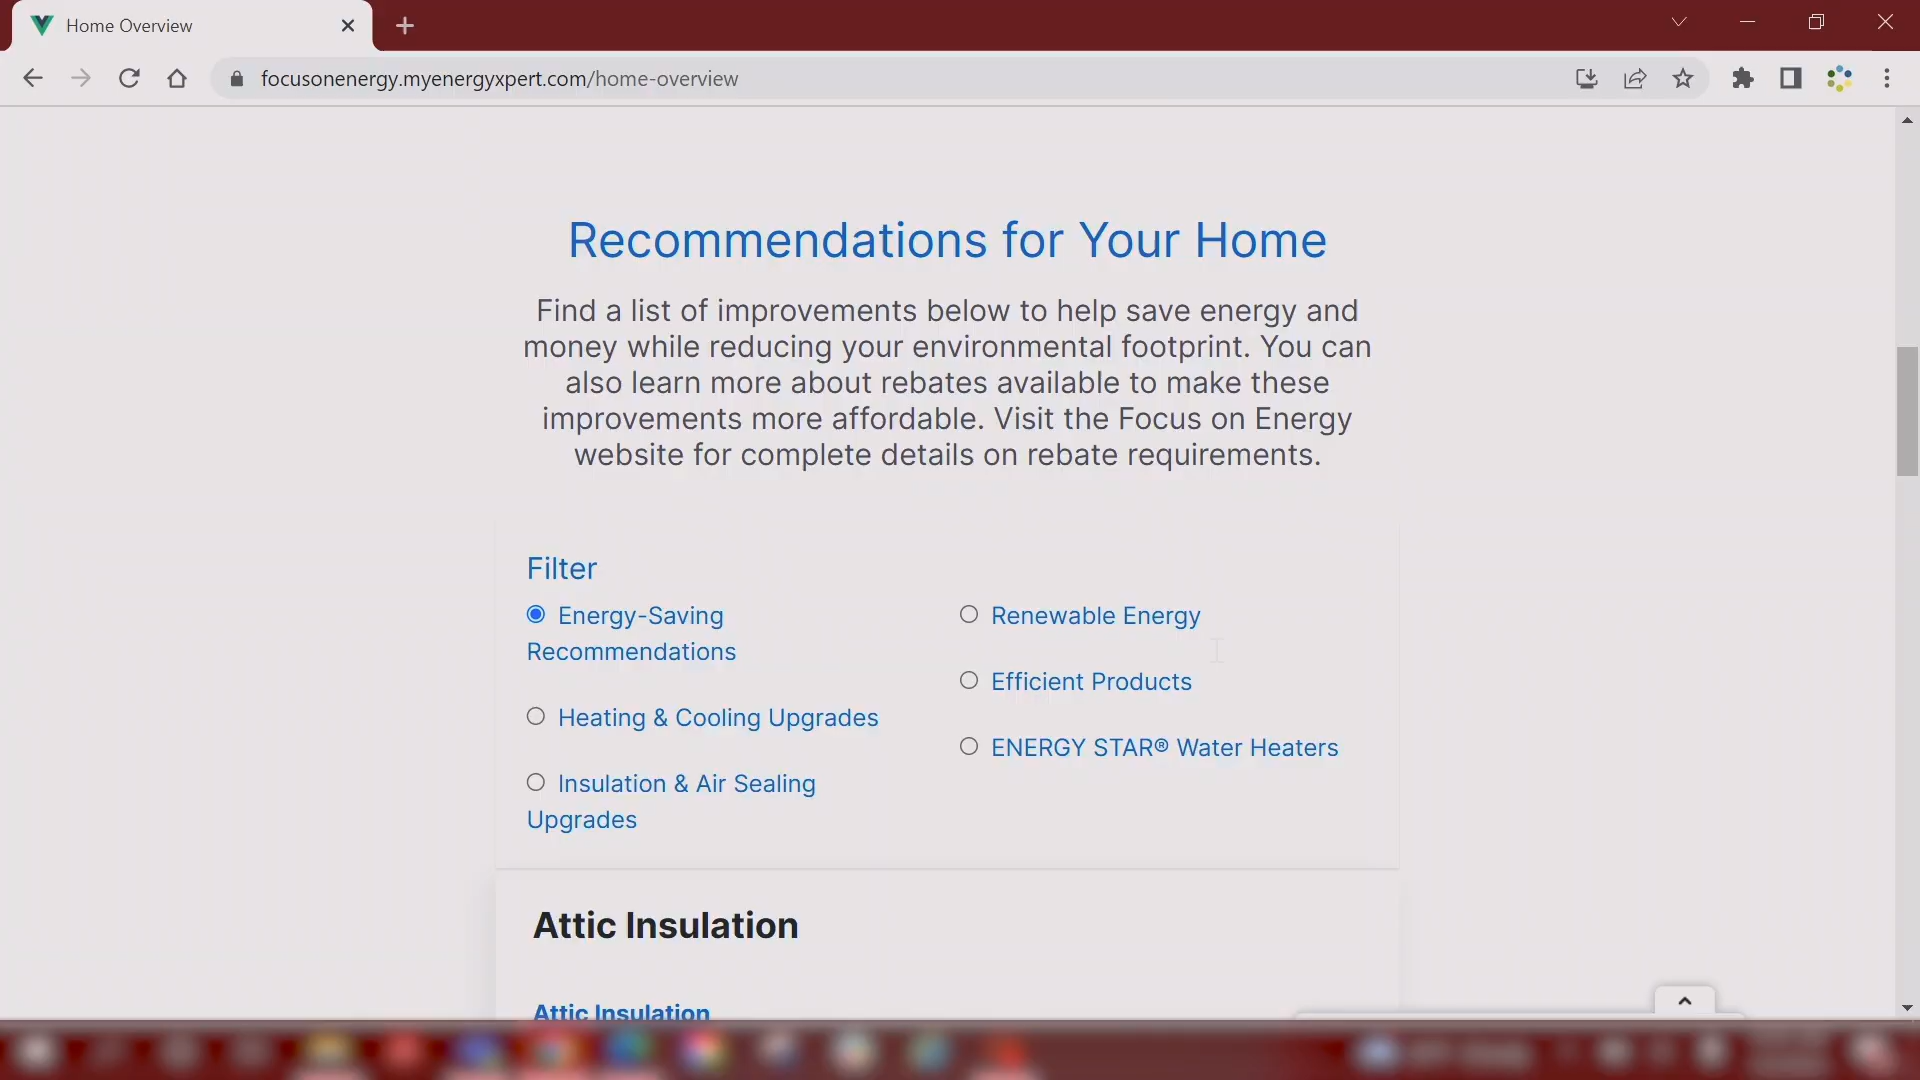 Home Overview
focusonenergy.myenergyxpert.com/home-overview
Recommendations for Your Home
Find a list of improvements below to help save energy and
money while reducing your environmental footprint. You can
also learn more about rebates available to make these
improvements more affordable. Visit the Focus on Energy
website for complete details on rebate requirements.
Filter
Energy-Saving
Recommendations
Heating & Cooling Upgrades
Insulation & Air Sealing
Upgrades
Renewable Energy
Efficient Products
ENERGY STAR® Water Heaters
Attic Insulation
Attic Insulation